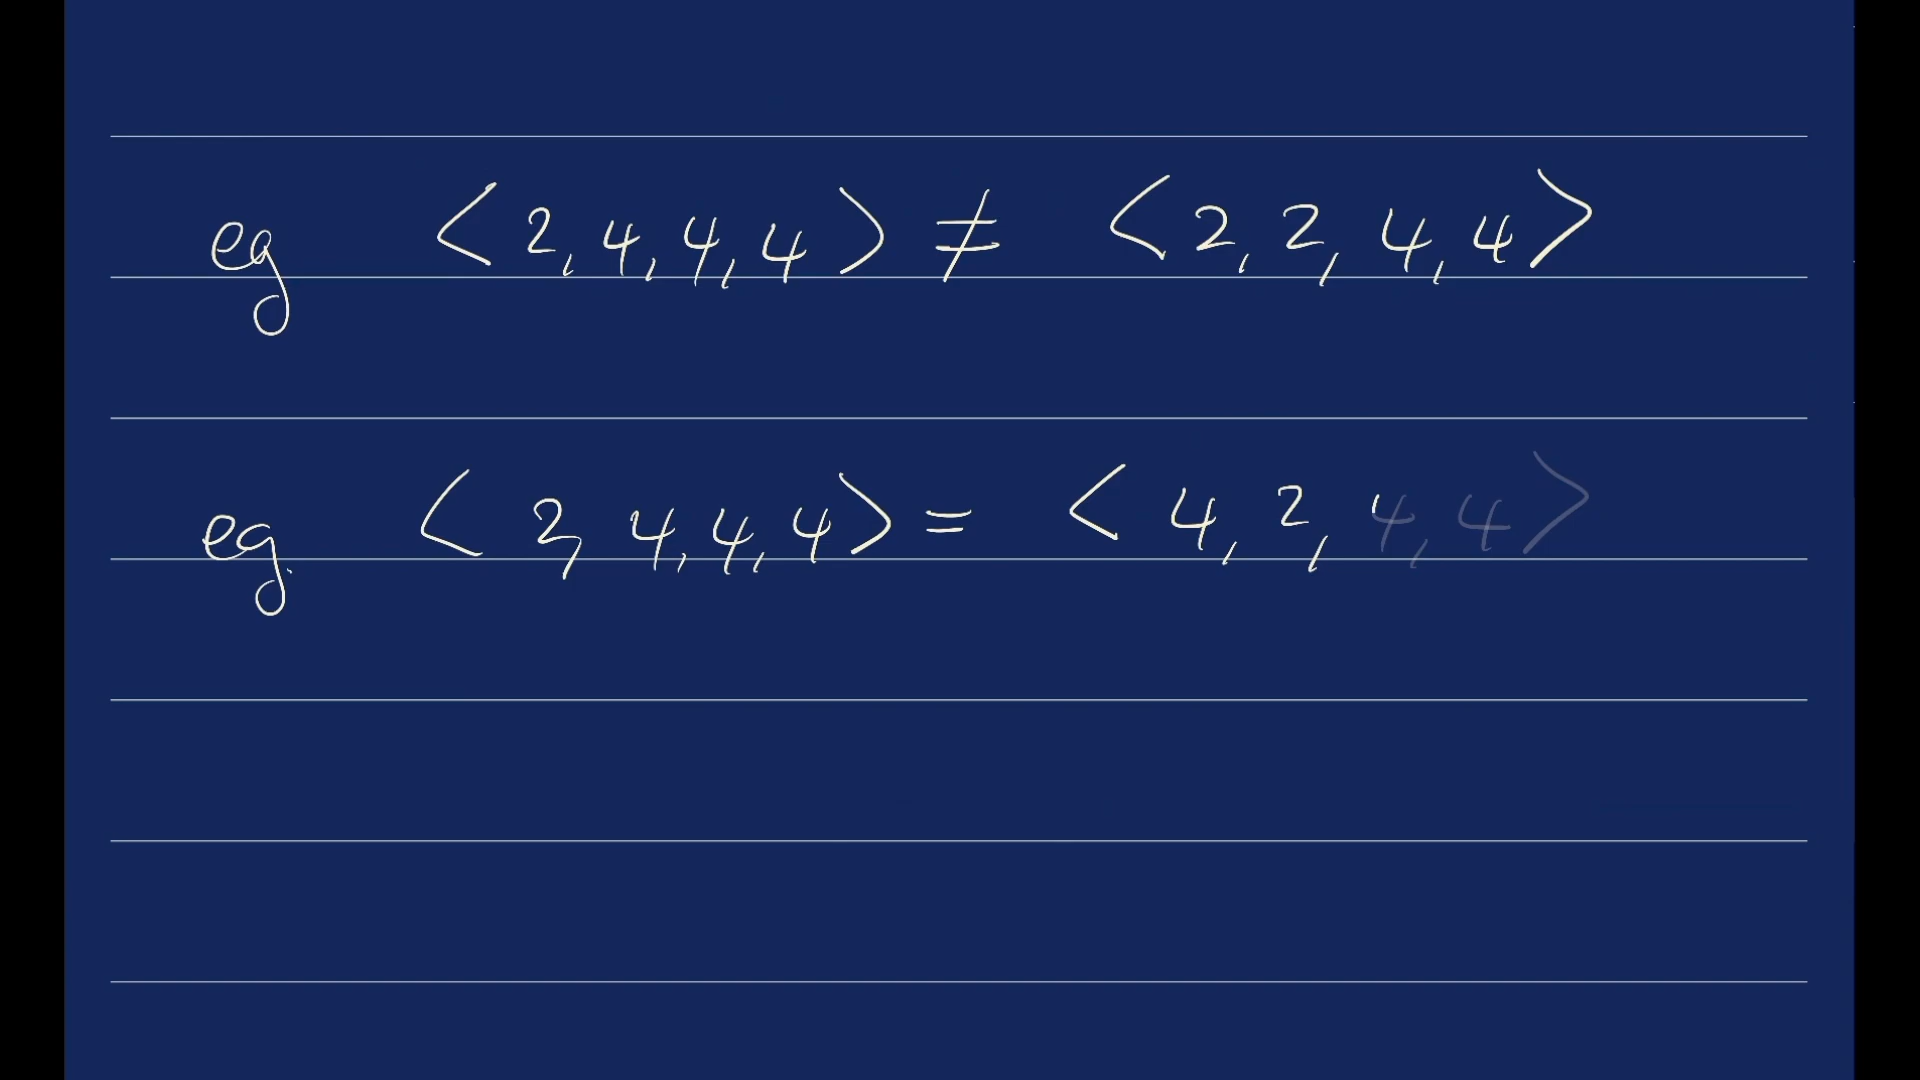 eg <2, 4, 4, 4> ≠ <2, 2, 4, 4>
eg. <2, 4, 4, 4> = <4, 2, 4, 4>